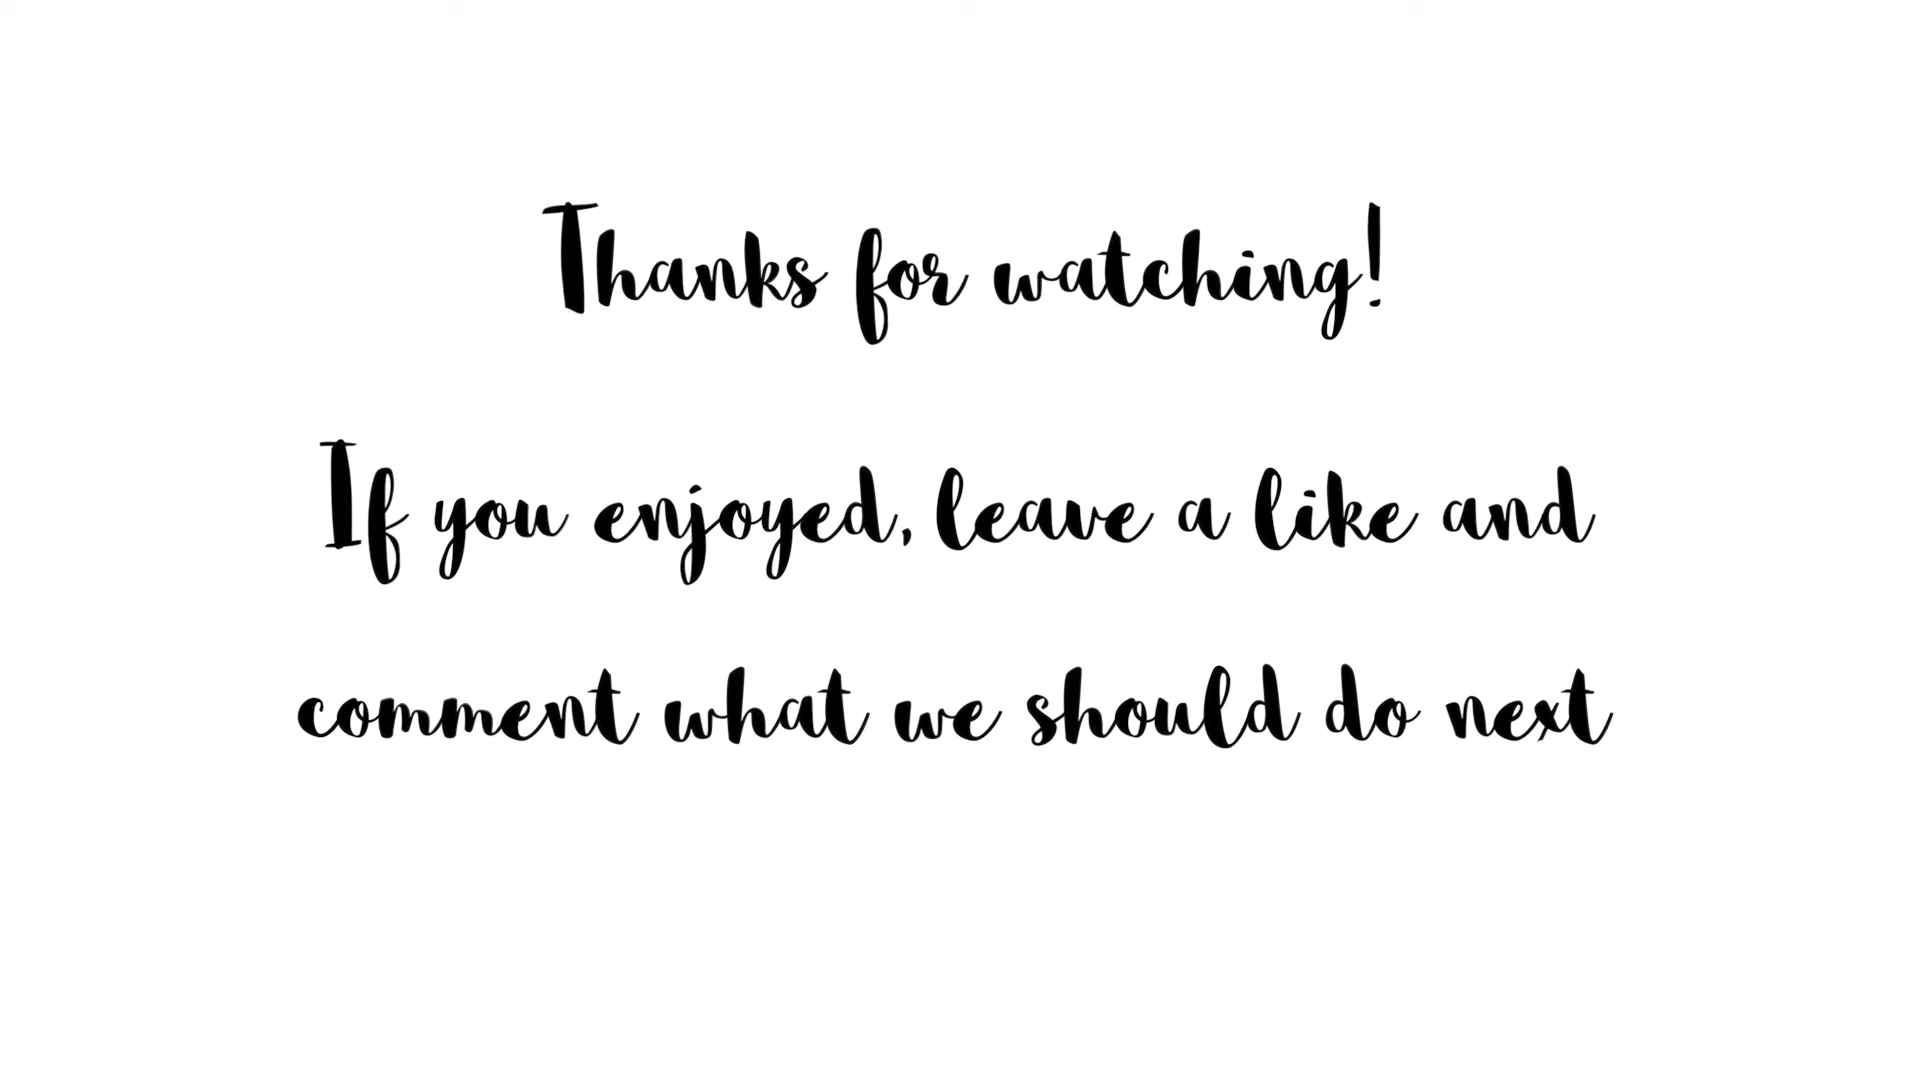 Thanks for watching!
If you enjoyed, leave a like and
comment what we should do next